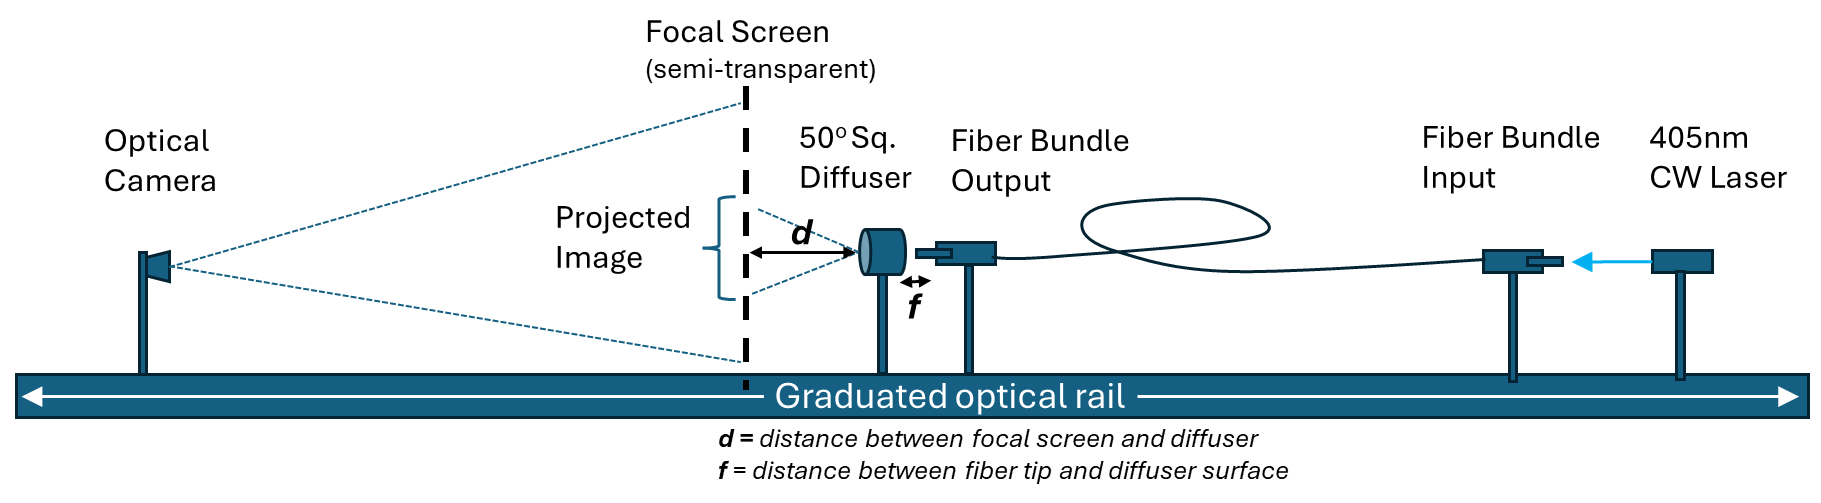 Focal Screen
(semi-transparent)
Optical
Camera
50º Sq.
Diffuser
Fiber Bundle
Output
Fiber Bundle
Input
405nm
CW Laser
Projected
Image
d
f
Graduated optical rail
d = distance between focal screen and diffuser
f = distance between fiber tip and diffuser surface